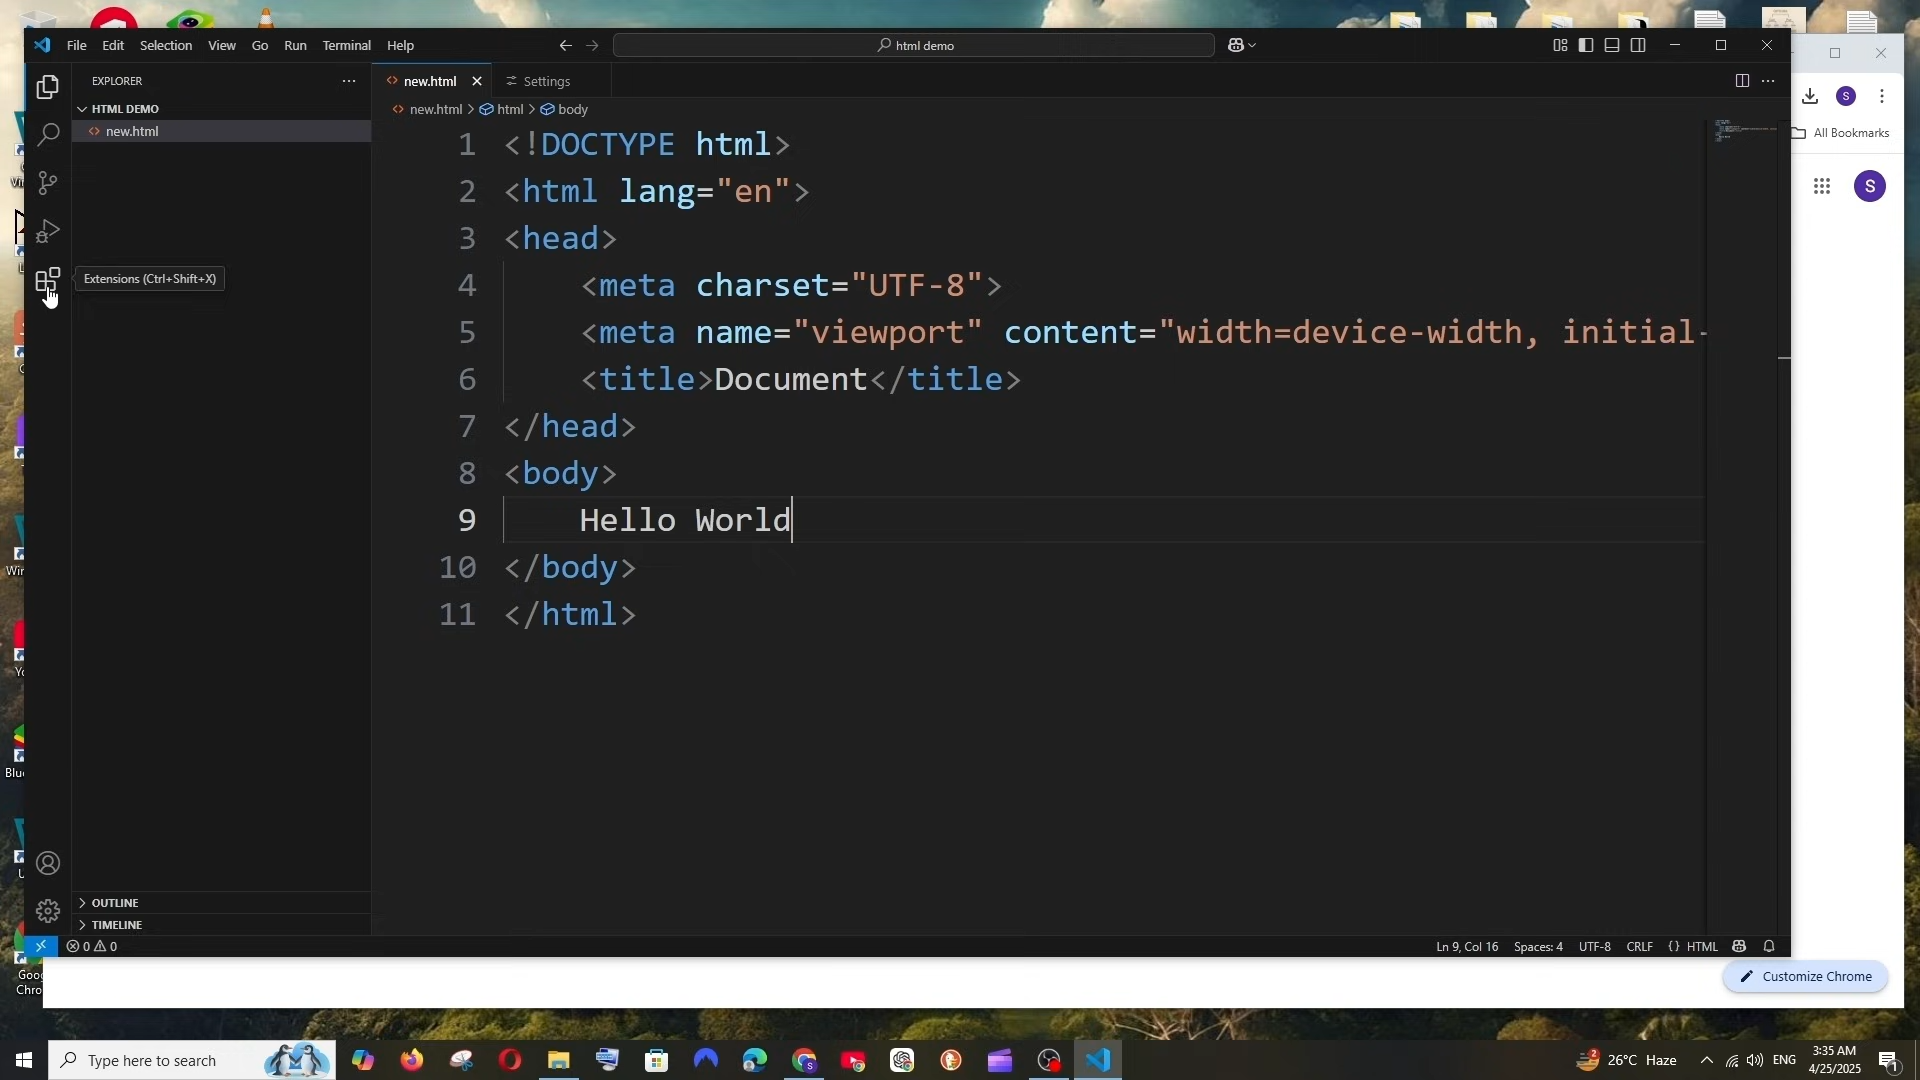 File Edit Selection View Go Run Terminal Help
html demo
EXPLORER
HTML DEMO
new.html
new.html Settings
new.html > html > body
1 <!DOCTYPE html>
2 <html lang="en">
3 <head>
4 <meta charset="UTF-8">
5 <meta name="viewport" content="width=device-width, initial-
6 <title>Document</title>
7 </head>
8 <body>
9 Hello World
10 </body>
11 </html>
Extensions (Ctrl+Shift+X)
S
All Bookmarks
S
OUTLINE
TIMELINE
0 0
Ln 9, Col 16 Spaces: 4 UTF-8 CRLF {} HTML
Customize Chrome
Type here to search
2
26°C Haze
ENG
3:35 AM
4/25/2025
1